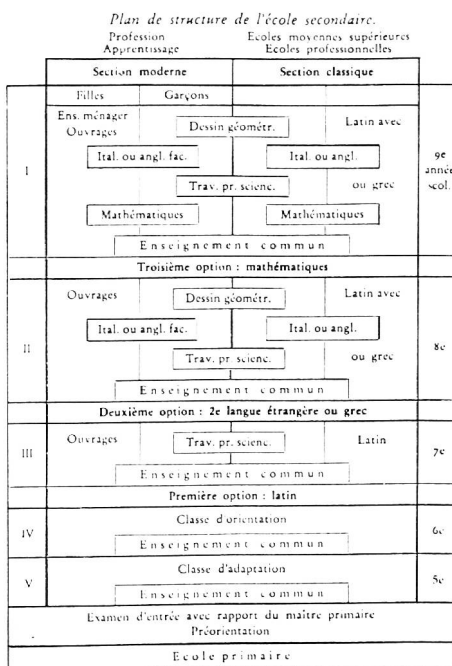 Plan de structure de l'école secondaire.
Profession Ecoles moyennes supérieures
Apprentissage Ecoles professionnelles
Section moderne Section classique
Filles Garçons
Ens. ménager Latin avec
Ouvrages Dessin géométr.
Ital. ou angl. fac. Ital. ou angl.
I 9e année scol.
Trav. pr. scienc. ou grec
Mathématiques Mathématiques
Enseignement commun
Troisième option : mathématiques
Ouvrages Dessin géométr. Latin avec
Ital. ou angl. fac. Ital. ou angl.
II 8e
Trav. pr. scienc. ou grec
Enseignement commun
Deuxième option : 2e langue étrangère ou grec
Ouvrages Trav. pr. scienc. Latin
III 7e
Enseignement commun
Première option : latin
Classe d'orientation
IV 6e
Enseignement commun
Classe d'adaptation
V 5e
Enseignement commun
Examen d'entrée avec rapport du maître primaire
Préorientation
Ecole primaire